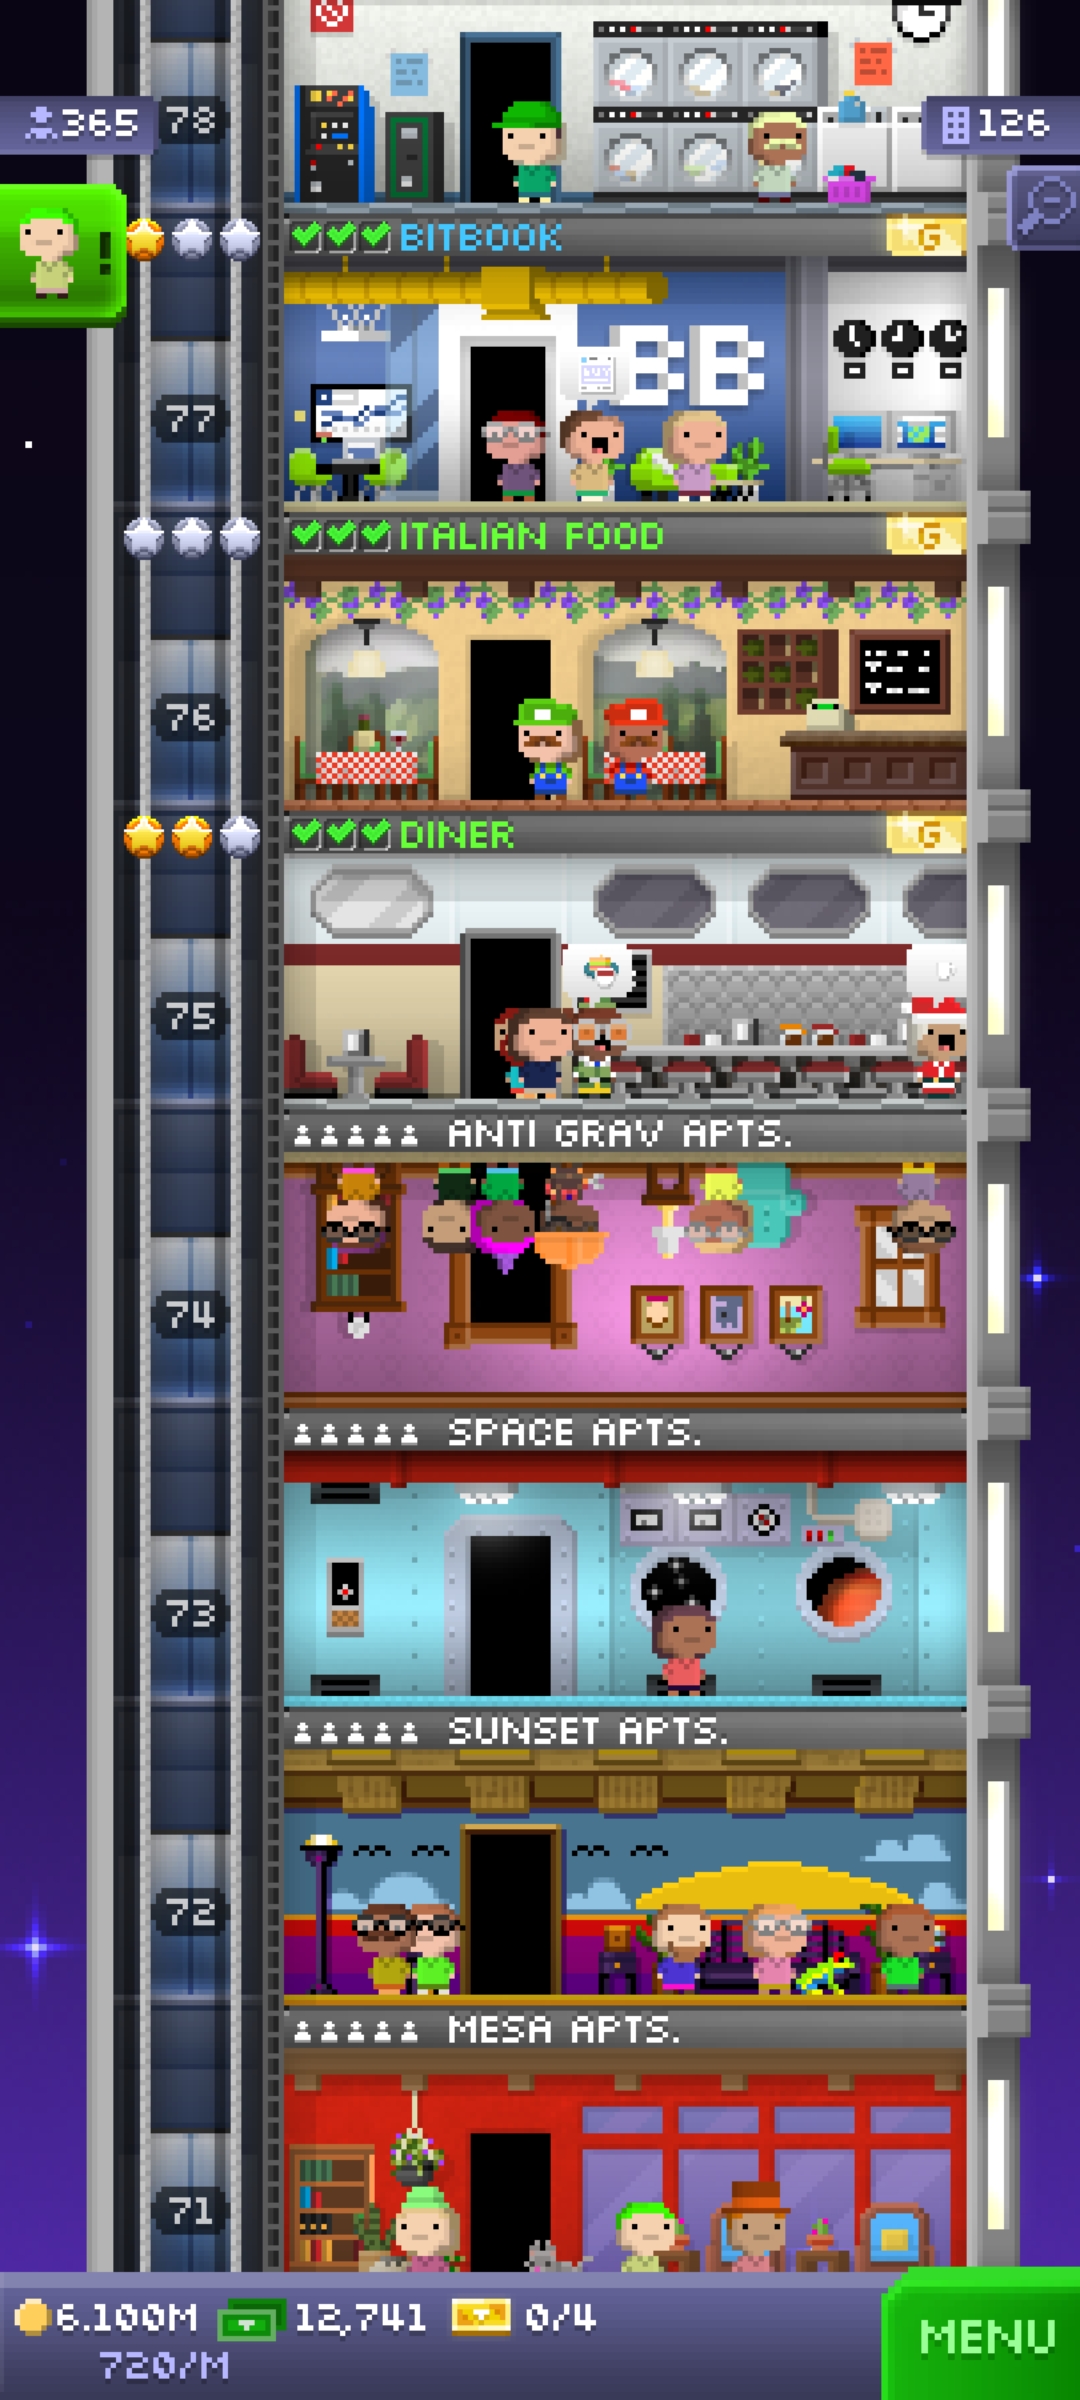 365
78
126
BITBOOK
G
BB
77
ITALIAN FOOD
G
76
DINER
G
75
ANTI GRAV APTS.
74
SPACE APTS.
73
SUNSET APTS.
72
MESA APTS.
71
6.100M
12,741
0/4
720/M
MENU